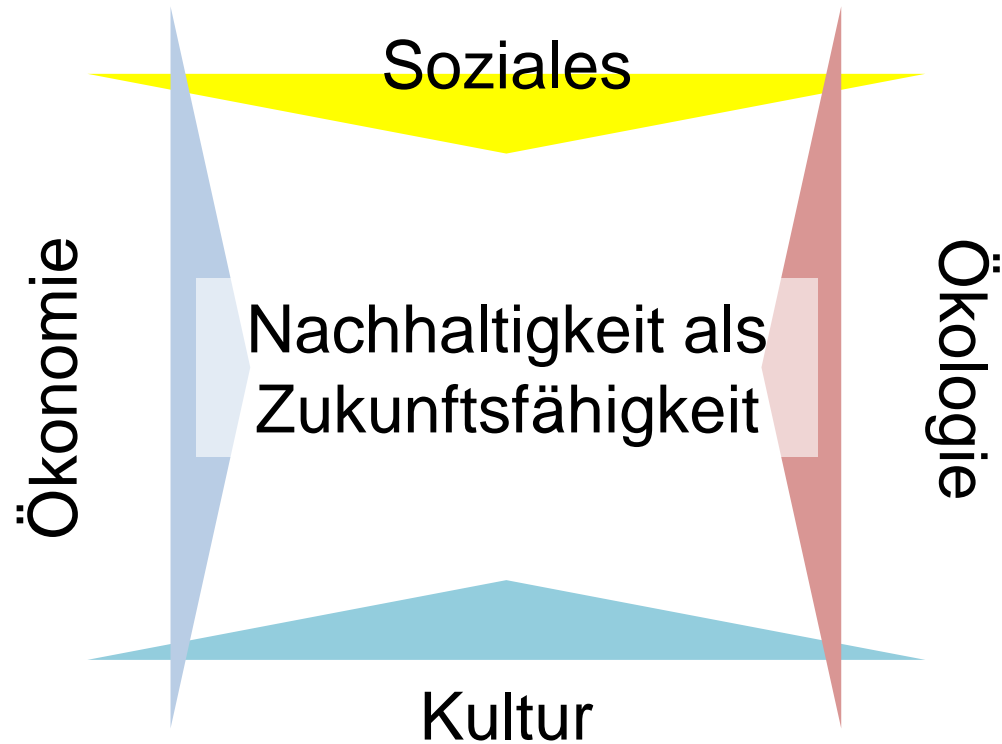 Soziales
Ökonomie
Nachhaltigkeit als
Zukunftsfähigkeit
Ökologie
Kultur